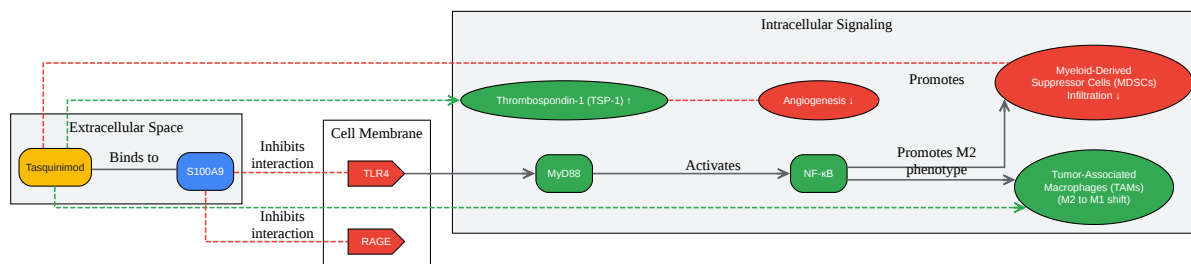 Intracellular Signaling
Myeloid-Derived
Suppressor Cells (MDSCs)
Infiltration ↓
Promotes
Thrombospondin-1 (TSP-1) ↑
Angiogenesis ↓
Extracellular Space
Cell Membrane
Tasquinimod
Binds to
S100A9
Inhibits
interaction
TLR4
MyD88
Activates
NF-κB
Promotes M2
phenotype
Tumor-Associated
Macrophages (TAMs)
(M2 to M1 shift)
Inhibits
interaction
RAGE